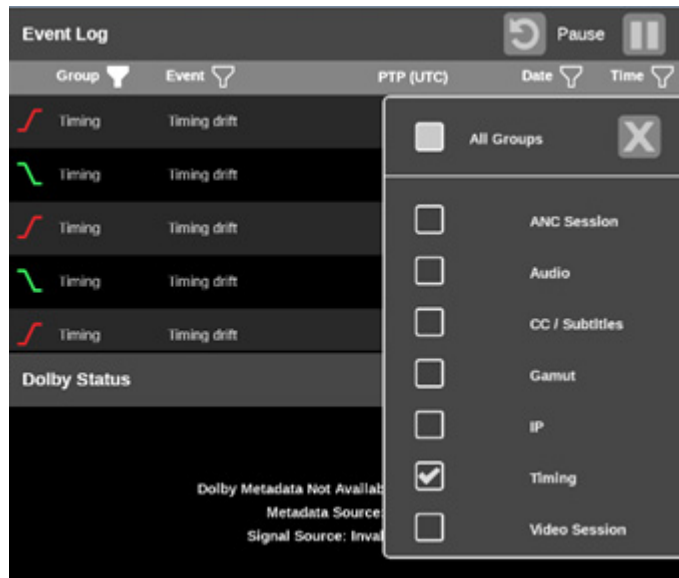 Event Log Pause
Group Event PTP (UTC) Date Time
Timing Timing drift
All Groups
Timing Timing drift
ANC Session
Timing Timing drift
Audio
Timing Timing drift
CC / Subtitles
Timing Timing drift
Gamut
Dolby Status
IP
Timing
Dolby Metadata Not Availab
Metadata Source:
Video Session
Signal Source: Inval